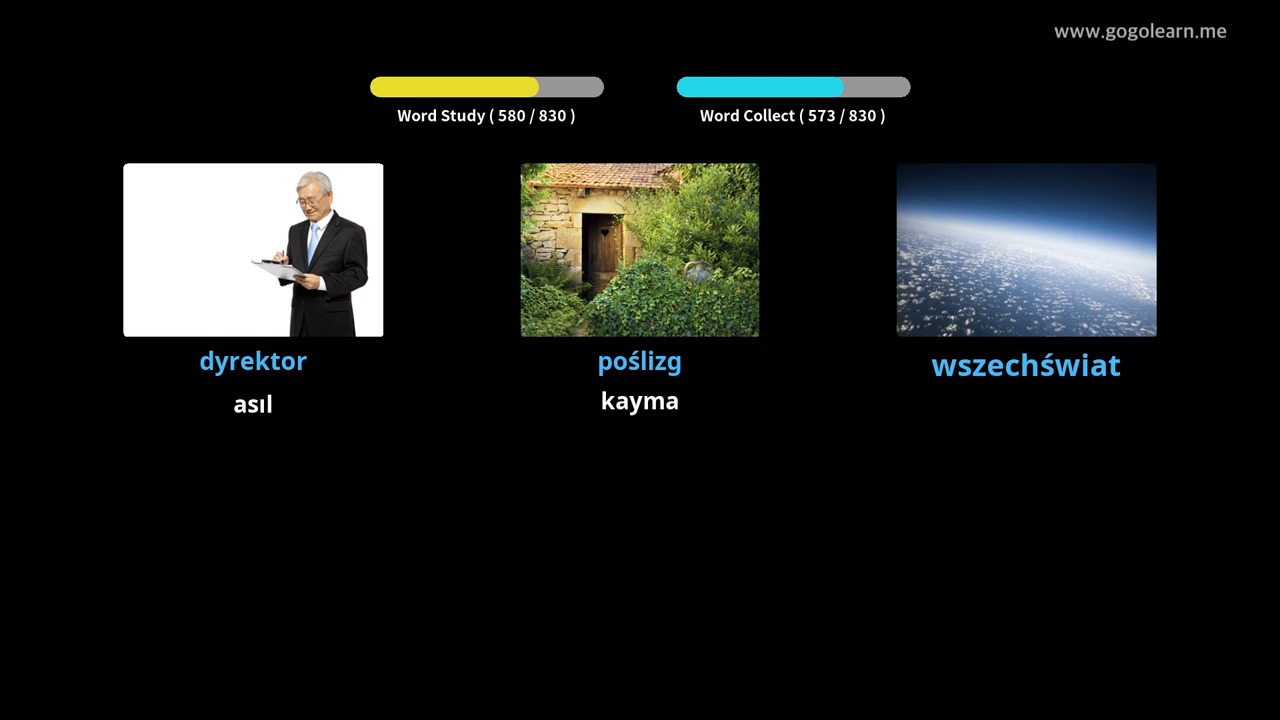 www.gogolearn.me
Word Study ( 580 / 830 )
Word Collect ( 573 / 830 )
dyrektor
asıl
poślizg
kayma
wszechświat